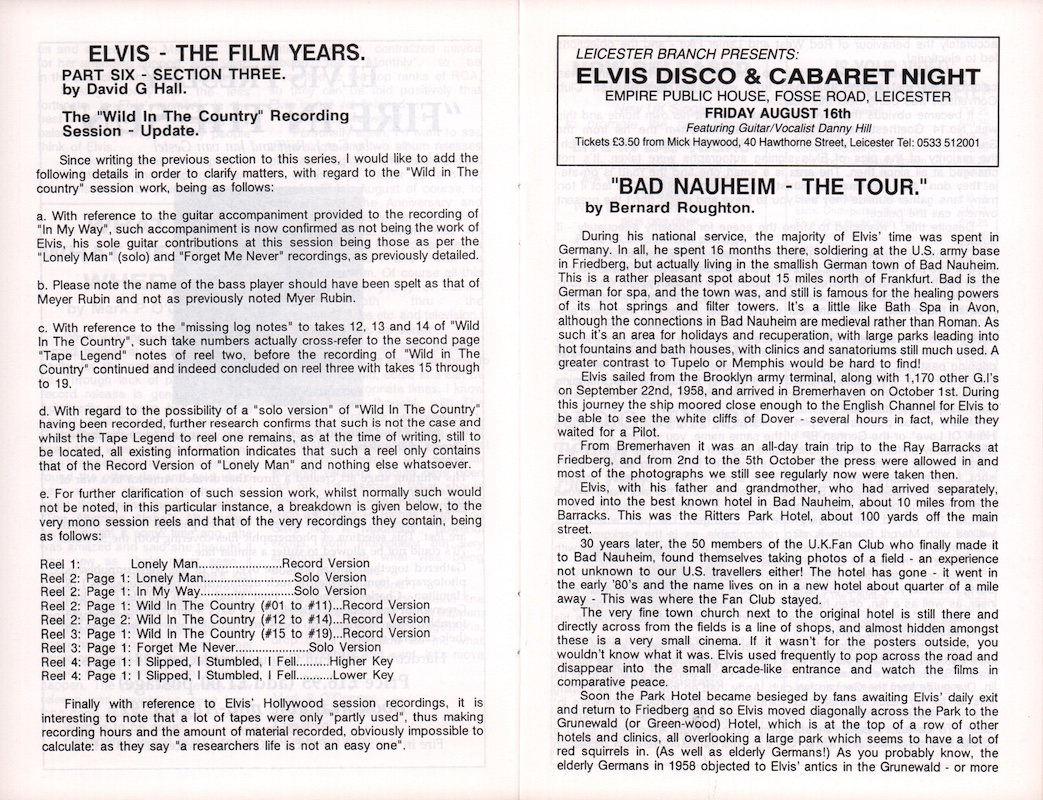 ELVIS - THE FILM YEARS.
PART SIX - SECTION THREE.
by David G Hall.
The "Wild In The Country" Recording
Session - Update.
Since writing the previous section to this series, I would like to add the
following details in order to clarify matters, with regard to the "Wild in The
country" session work, being as follows:
a. With reference to the guitar accompaniment provided to the recording of
"In My Way", such accompaniment is now confirmed as not being the work of
Elvis, his sole guitar contributions at this session being those as per the
"Lonely Man" (solo) and "Forget Me Never" recordings, as previously detailed.
b. Please note the name of the bass player should have been spelt as that of
Meyer Rubin and not as previously noted Myer Rubin.
c. With reference to the "missing log notes" to takes 12, 13 and 14 of "Wild
In The Country", such take numbers actually cross-refer to the second page
"Tape Legend" notes of reel two, before the recording of "Wild in The
Country" continued and indeed concluded on reel three with takes 15 through
to 19.
d. With regard to the possibility of a "solo version" of "Wild In The Country"
having been recorded, further research confirms that such is not the case and
whilst the Tape Legend to reel one remains, as at the time of writing, still to
be located, all existing information indicates that such a reel only contains
that of the Record Version of "Lonely Man" and nothing else whatsoever.
e. For further clarification of such session work, whilst normally such would
not be noted, in this particular instance, a breakdown is given below, to the
very mono session reels and that of the very recordings they contain, being
as follows:
Reel 1: Lonely Man.....................Record Version
Reel 2: Page 1: Lonely Man.......................Solo Version
Reel 2: Page 1: In My Way........................Solo Version
Reel 2: Page 1: Wild In The Country (#01 to #11)...Record Version
Reel 2: Page 2: Wild In The Country (#12 to #14)...Record Version
Reel 3: Page 1: Wild In The Country (#15 to #19)...Record Version
Reel 3: Page 1: Forget Me Never....................Solo Version
Reel 4: Page 1: I Slipped, I Stumbled, I Fell.........Higher Key
Reel 4: Page 1: I Slipped, I Stumbled, I Fell..........Lower Key
Finally with reference to Elvis' Hollywood session recordings, it is
interesting to note that a lot of tapes were only "partly used", thus making
recording hours and the amount of material recorded, obviously impossible to
calculate: as they say "a researchers life is not an easy one".
LEICESTER BRANCH PRESENTS:
ELVIS DISCO & CABARET NIGHT
EMPIRE PUBLIC HOUSE, FOSSE ROAD, LEICESTER
FRIDAY AUGUST 16th
Featuring Guitar/Vocalist Danny Hill
Tickets £3.50 from Mick Haywood, 40 Hawthorne Street, Leicester Tel: 0533 512001
"BAD NAUHEIM - THE TOUR."
by Bernard Roughton.
During his national service, the majority of Elvis' time was spent in
Germany. In all, he spent 16 months there, soldiering at the U.S. army base
in Friedberg, but actually living in the smallish German town of Bad Nauheim.
This is a rather pleasant spot about 15 miles north of Frankfurt. Bad is the
German for spa, and the town was, and still is famous for the healing powers
of its hot springs and filter towers. It's a little like Bath Spa in Avon,
although the connections in Bad Nauheim are medieval rather than Roman. As
such it's an area for holidays and recuperation, with large parks leading into
hot fountains and bath houses, with clinics and sanatoriums still much used. A
greater contrast to Tupelo or Memphis would be hard to find!
Elvis sailed from the Brooklyn army terminal, along with 1,170 other G.I's
on September 22nd, 1958, and arrived in Bremerhaven on October 1st. During
this journey the ship moored close enough to the English Channel for Elvis to
be able to see the white cliffs of Dover - several hours in fact, while they
waited for a Pilot.
From Bremerhaven it was an all-day train trip to the Ray Barracks at
Friedberg, and from 2nd to the 5th October the press were allowed in and
most of the photographs we still see regularly now were taken then.
Elvis, with his father and grandmother, who had arrived separately,
moved into the best known hotel in Bad Nauheim, about 10 miles from the
Barracks. This was the Ritters Park Hotel, about 100 yards off the main
street.
30 years later, the 50 members of the U.K.Fan Club who finally made it
to Bad Nauheim, found themselves taking photos of a field - an experience
not unknown to our U.S. travellers either! The hotel has gone - it went in
the early '80's and the name lives on in a new hotel about quarter of a mile
away - This was where the Fan Club stayed.
The very fine town church next to the original hotel is still there and
directly across from the fields is a line of shops, and almost hidden amongst
these is a very small cinema. If it wasn't for the posters outside, you
wouldn't know what it was. Elvis used frequently to pop across the road and
disappear into the small arcade-like entrance and watch the films in
comparative peace.
Soon the Park Hotel became besieged by fans awaiting Elvis' daily exit
and return to Friedberg and so Elvis moved diagonally across the Park to the
Grunewald (or Green-wood) Hotel, which is at the top of a row of other
hotels and clinics, all overlooking a large park which seems to have a lot of
red squirrels in. (As well as elderly Germans!) As you probably know, the
elderly Germans in 1958 objected to Elvis' antics in the Grunewald - or more